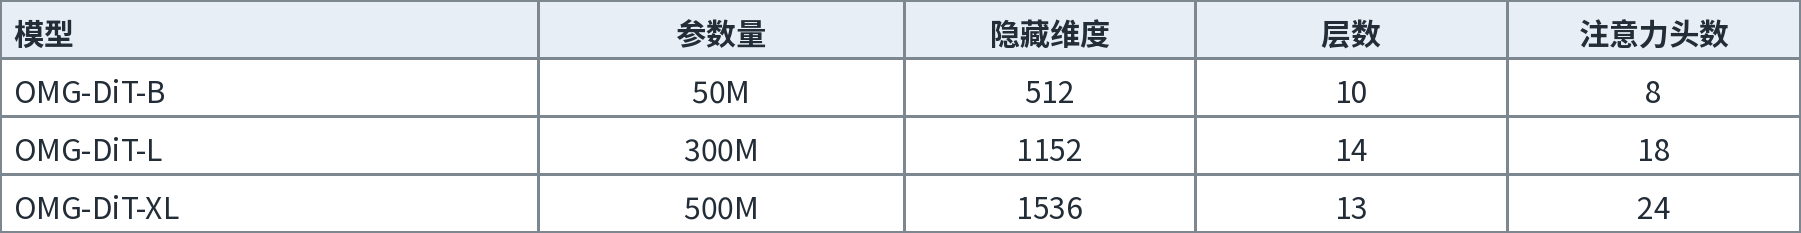 模型 参数量 隐藏维度 层数 注意力头数
OMG-DiT-B 50M 512 10 8
OMG-DiT-L 300M 1152 14 18
OMG-DiT-XL 500M 1536 13 24